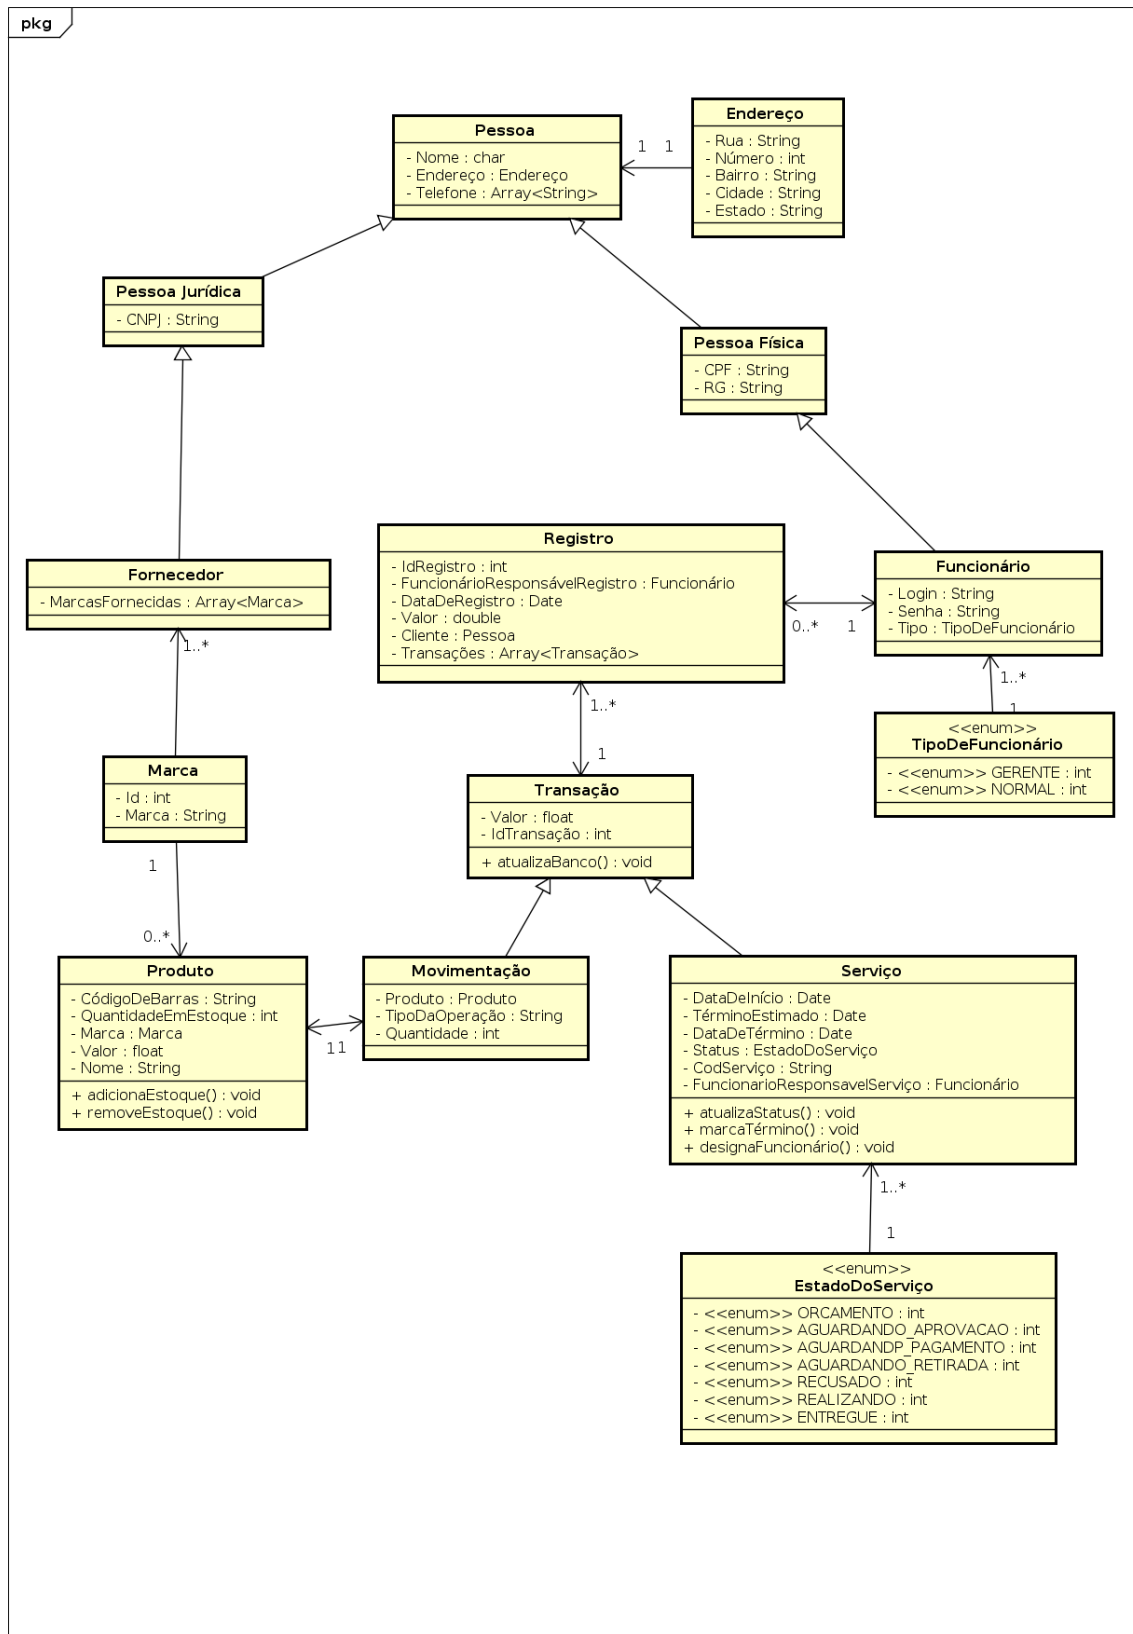 pkg
Pessoa
- Nome : char
- Endereço : Endereço
- Telefone : Array<String>
1 1
Endereço
- Rua : String
- Número : int
- Bairro : String
- Cidade : String
- Estado : String
Pessoa Jurídica
- CNPJ : String
Pessoa Física
- CPF : String
- RG : String
Fornecedor
- MarcasFornecidas : Array<Marca>
1..*
Registro
- IdRegistro : int
- FuncionárioResponsávelRegistro : Funcionário
- DataDeRegistro : Date
- Valor : double
- Cliente : Pessoa
- Transações : Array<Transação>
0..* 1
Funcionário
- Login : String
- Senha : String
- Tipo : TipoDeFuncionário
1..*
1
<<enum>>
TipoDeFuncionário
- <<enum>> GERENTE : int
- <<enum>> NORMAL : int
1..*
1
Marca
- Id : int
- Marca : String
1
0..*
Transação
- Valor : float
- IdTransação : int
+ atualizaBanco() : void
Produto
- CódigoDeBarras : String
- QuantidadeEmEstoque : int
- Marca : Marca
- Valor : float
- Nome : String
+ adicionaEstoque() : void
+ removeEstoque() : void
11
Movimentação
- Produto : Produto
- TipoDaOperação : String
- Quantidade : int
Serviço
- DataDeInício : Date
- TérminoEstimado : Date
- DataDeTérmino : Date
- Status : EstadoDoServiço
- CodServiço : String
- FuncionarioResponsavelServiço : Funcionário
+ atualizaStatus() : void
+ marcaTérmino() : void
+ designaFuncionário() : void
1..*
1
<<enum>>
EstadoDoServiço
- <<enum>> ORCAMENTO : int
- <<enum>> AGUARDANDO_APROVACAO : int
- <<enum>> AGUARDANDP_PAGAMENTO : int
- <<enum>> AGUARDANDO_RETIRADA : int
- <<enum>> RECUSADO : int
- <<enum>> REALIZANDO : int
- <<enum>> ENTREGUE : int